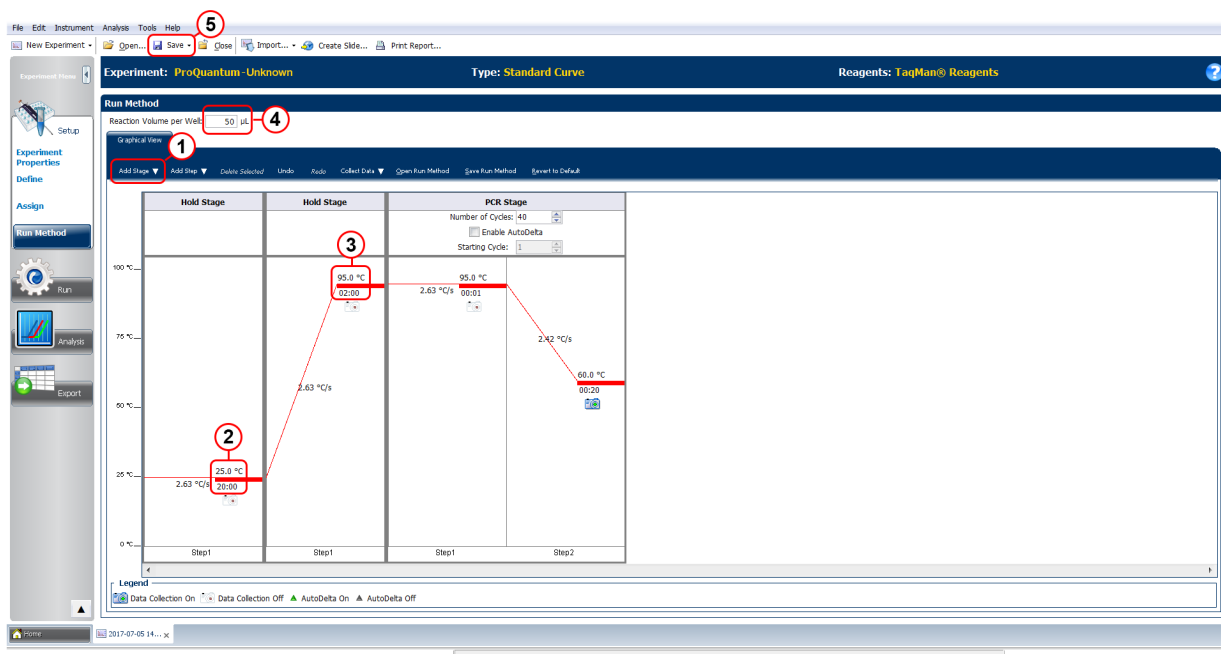 File Edit Instrument Analysis Tools Help
5
New Experiment Open... Save Close Import... Create Slide... Print Report...
Experiment Menu
Experiment: ProQuantum-Unknown Type: Standard Curve Reagents: TaqMan® Reagents ?
Setup
Experiment Properties
Define
Assign
Run Method
Run
Analysis
Export
Run Method
Reaction Volume per Well: 50 µL 4
Graphical View
1
Add Stage Add Step Delete Selected Undo Redo Collect Data Open Run Method Save Run Method Revert to Default
Hold Stage Hold Stage PCR Stage
Number of Cycles: 40
Enable AutoDelta
Starting Cycle: 1
3
100 °C
95.0 °C 95.0 °C
2.63 °C/s
02:00 00:01
75 °C
2.42 °C/s
60.0 °C
2.63 °C/s
00:20
50 °C
2
25 °C
25.0 °C
2.63 °C/s
20:00
0 °C
Step1 Step1 Step1 Step2
Legend
Data Collection On Data Collection Off AutoDelta On AutoDelta Off
Home 2017-07-05 14... x